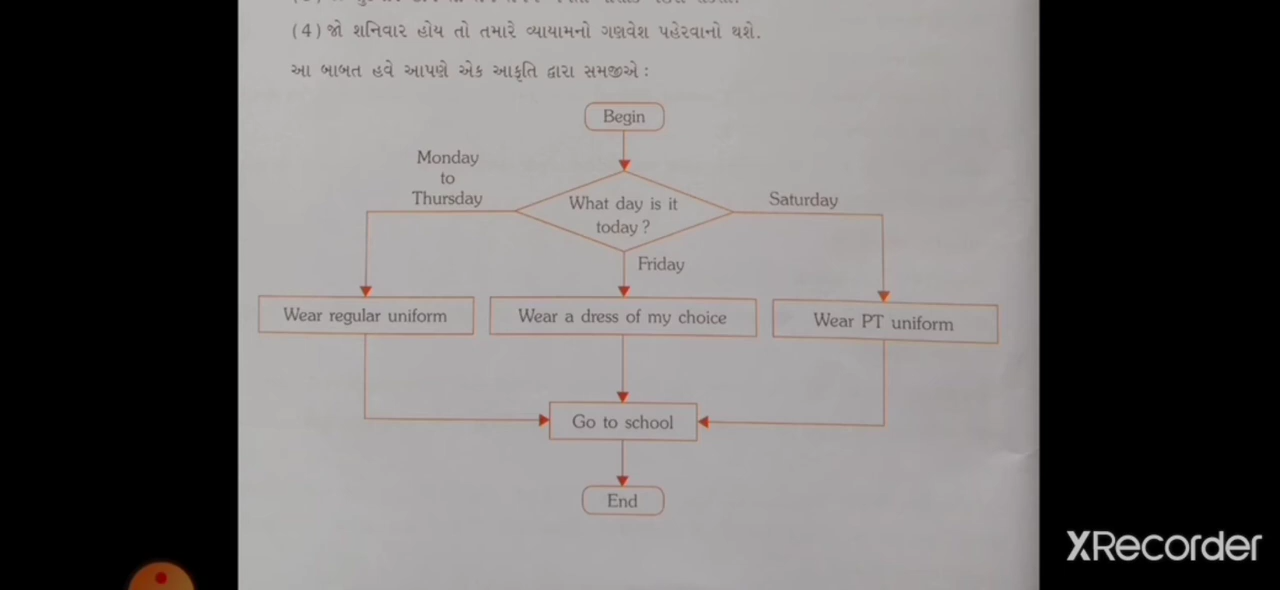 (4) જો શનિવાર હોય તો તમારે વ્યાયામનો ગણવેશ પહેરવાનો થશે.
આ બાબત હવે આપણે એક આકૃતિ દ્વારા સમજીએ :
Begin
Monday
to
Thursday
What day is it
today ?
Saturday
Friday
Wear regular uniform
Wear a dress of my choice
Wear PT uniform
Go to school
End
XRecorder